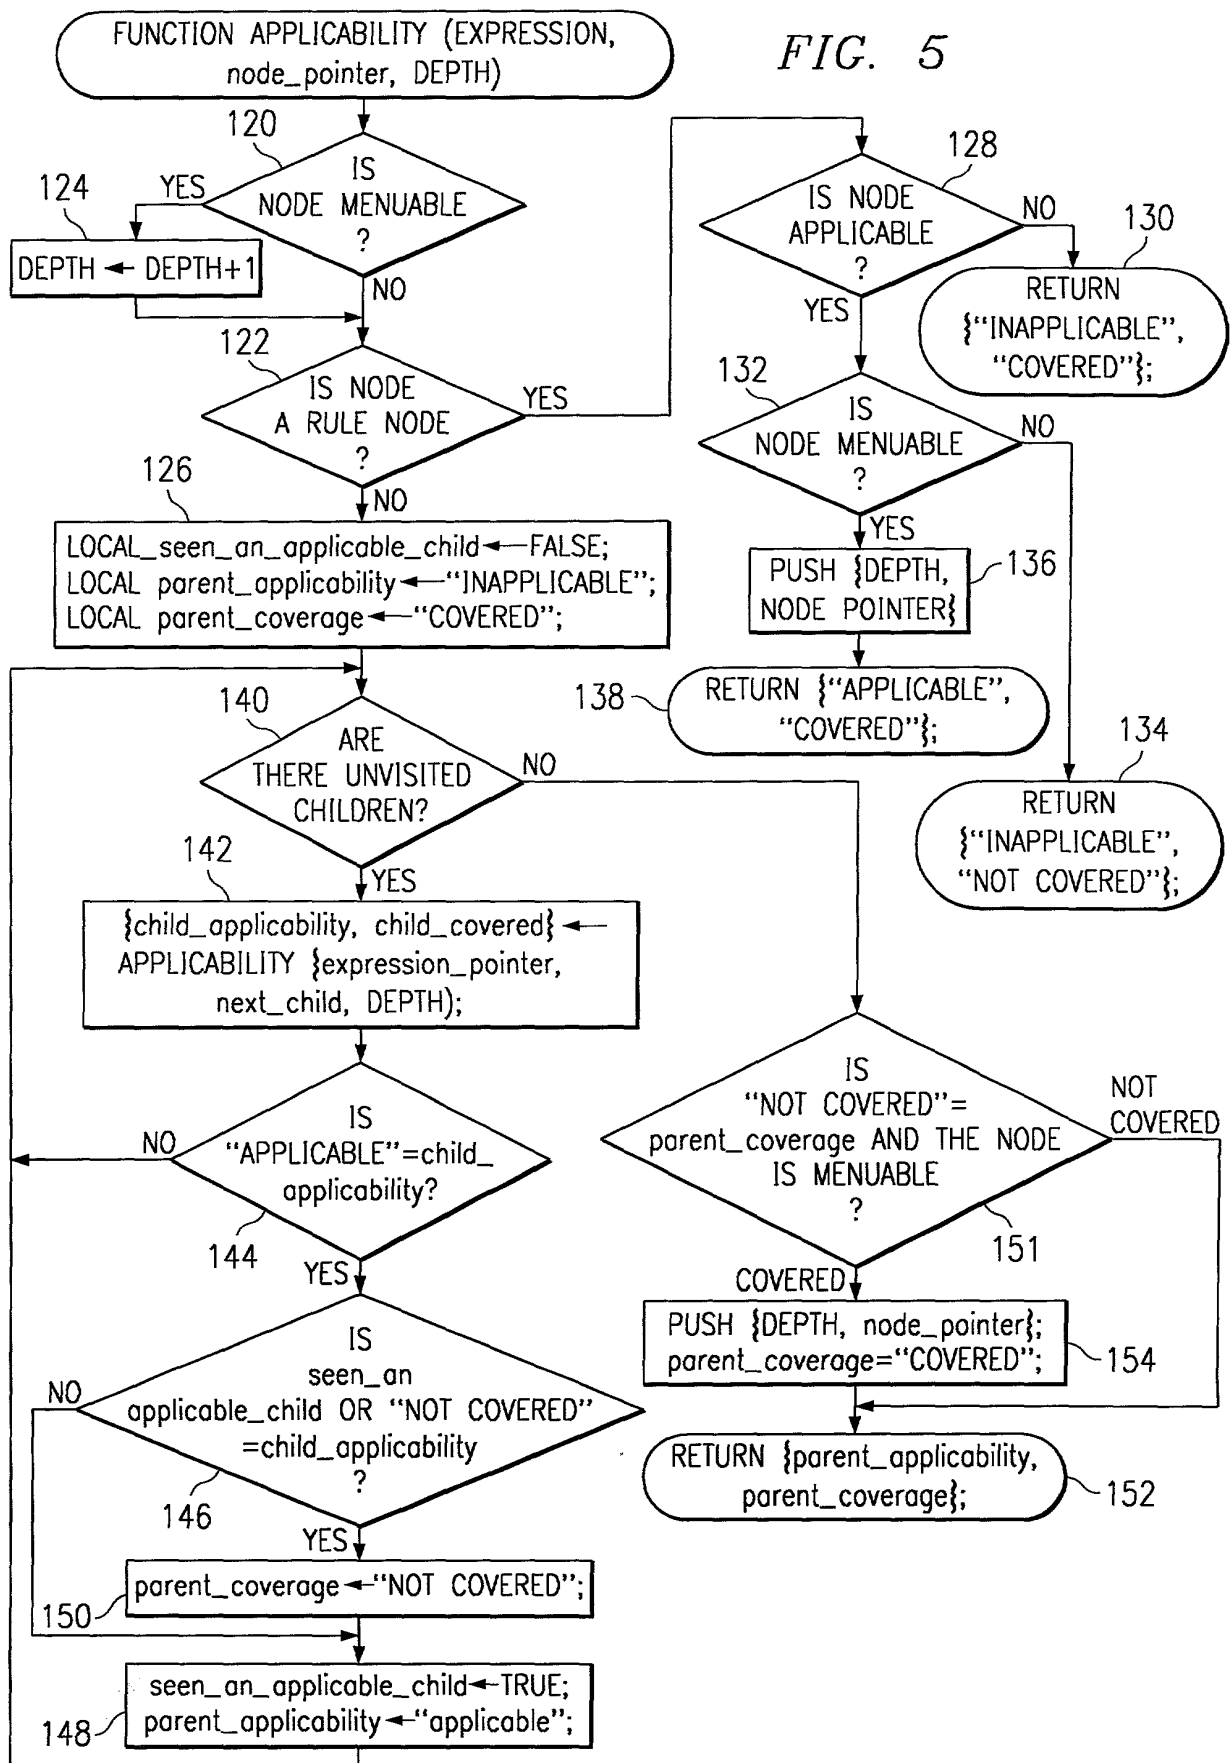 FUNCTION APPLICABILITY (EXPRESSION,
node_pointer, DEPTH)
FIG. 5
120
IS
NODE MENUABLE
?
YES
NO
124
DEPTH ← DEPTH+1
122
IS NODE
A RULE NODE
?
YES
NO
126
LOCAL_seen_an_applicable_child←FALSE;
LOCAL parent_applicability←“INAPPLICABLE”;
LOCAL parent_coverage←“COVERED”;
140
ARE
THERE UNVISITED
CHILDREN?
NO
YES
142
{child_applicability, child_covered}←
APPLICABILITY {expression_pointer,
next_child, DEPTH);
NO
IS
“APPLICABLE”=child_
applicability?
144
YES
NO
IS
seen_an
applicable_child OR “NOT COVERED”
=child_applicability
?
146
YES
parent_coverage←“NOT COVERED”;
150
seen_an_applicable_child←TRUE;
parent_applicability←“applicable”;
148
128
IS NODE
APPLICABLE
?
NO
YES
130
RETURN
{“INAPPLICABLE”,
“COVERED”};
132
IS
NODE MENUABLE
?
NO
YES
PUSH {DEPTH,
NODE POINTER}
136
138
RETURN {“APPLICABLE”,
“COVERED”};
134
RETURN
{“INAPPLICABLE”,
“NOT COVERED”};
IS
“NOT COVERED”=
parent_coverage AND THE NODE
IS MENUABLE
?
NOT
COVERED
151
COVERED
PUSH {DEPTH, node_pointer};
parent_coverage=“COVERED”;
154
RETURN {parent_applicability,
parent_coverage};
152